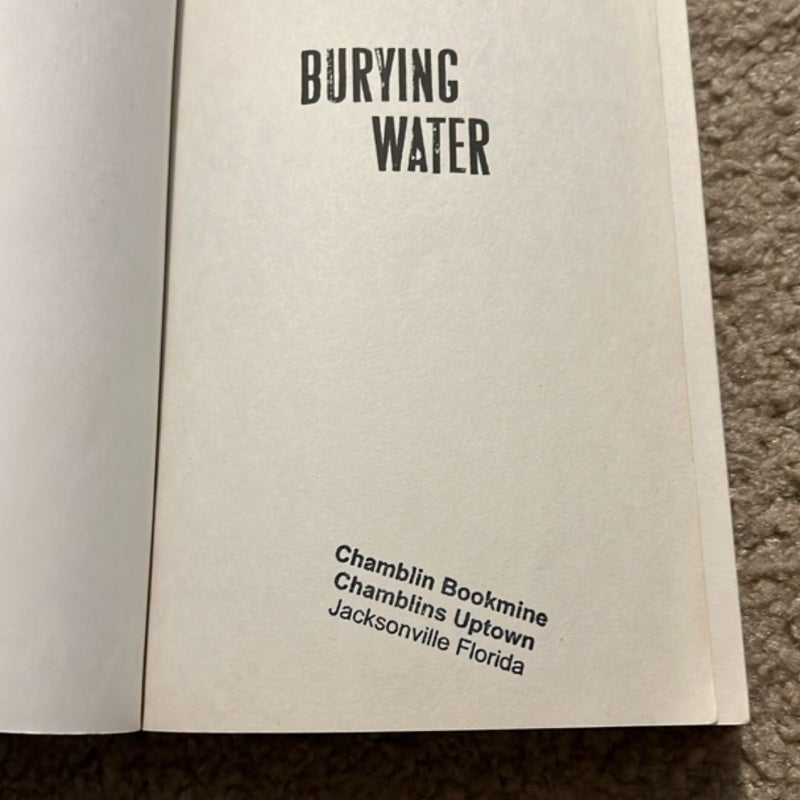 BURYING
WATER
Chamblin Bookmine
Chamblins Uptown
Jacksonville Florida